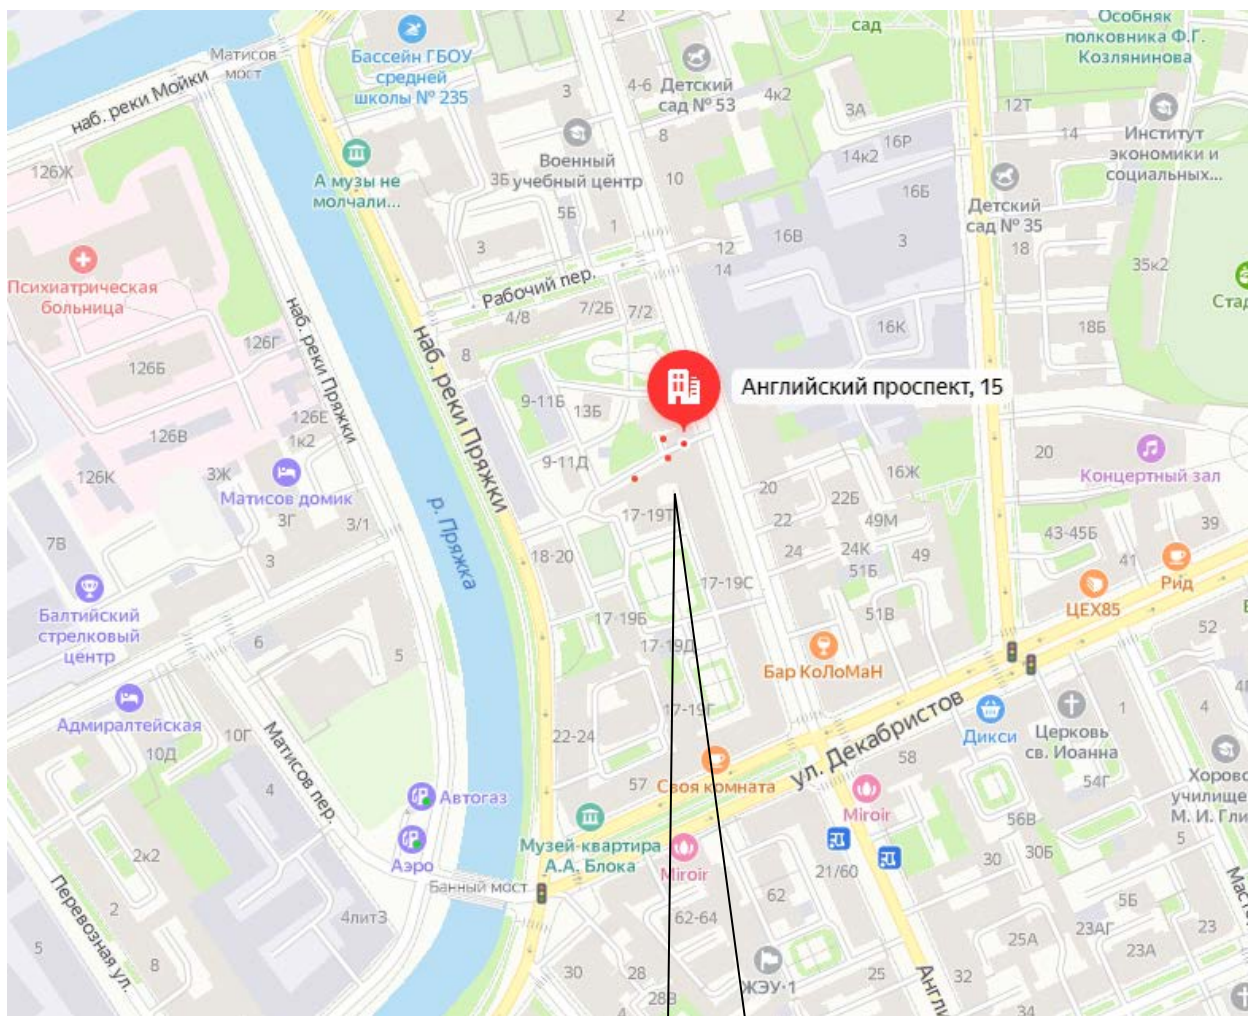 Матисов
мост
наб. реки Мойки
Бассейн ГБОУ
средней
школы № 235
2
сад
Особняк
полковника Ф.Г.
Козлянинова
3
4-6
Детский
сад № 53
4к2
3А
12Т
8
14
Институт
экономики и
социальных...
126Ж
А музы не
молчали...
3Б
Военный
учебный центр
10
14к2
16Р
16Б
Детский
сад № 35
5Б
1
3
12
14
16В
3
18
35к2
Психиатрическая
больница
Рабочий пер.
4/8
7/2Б
7/2
16К
18Б
наб. реки Пряжки
126Г
126Б
8
наб. реки Пряжки
Английский проспект, 15
9-11Б
13Б
126Е
1к2
126В
126К
3Ж
Матисов домик
9-11Д
20
Концертный зал
16Ж
3Г
3/1
р. Пряжка
17-19Т
20
22
22Б
49М
43-45Б
39
41
7В
3
18-20
24
24К
51Б
49
Рид
ЦЕХ85
Балтийский
стрелковый
центр
17-19С
17-19Б
51В
52
6
5
17-19Д
Бар КоЛоМаН
Адмиралтейская
10Д
10Г
17-19Г
ул. Декабристов
Дикси
Церковь
св. Иоанна
1
4
Матисов пер.
22-24
57
Своя комната
58
54Г
Miroir
4
Автогаз
Аэро
Музей-квартира
А.А. Блока
Miroir
21/60
56В
30
30Б
5
2к2
Банный мост
2
Перевозная ул.
4литЗ
62
62-64
5Б
23АГ
23
25А
23А
5
8
30
28
ЖЭУ-1
25
32
34